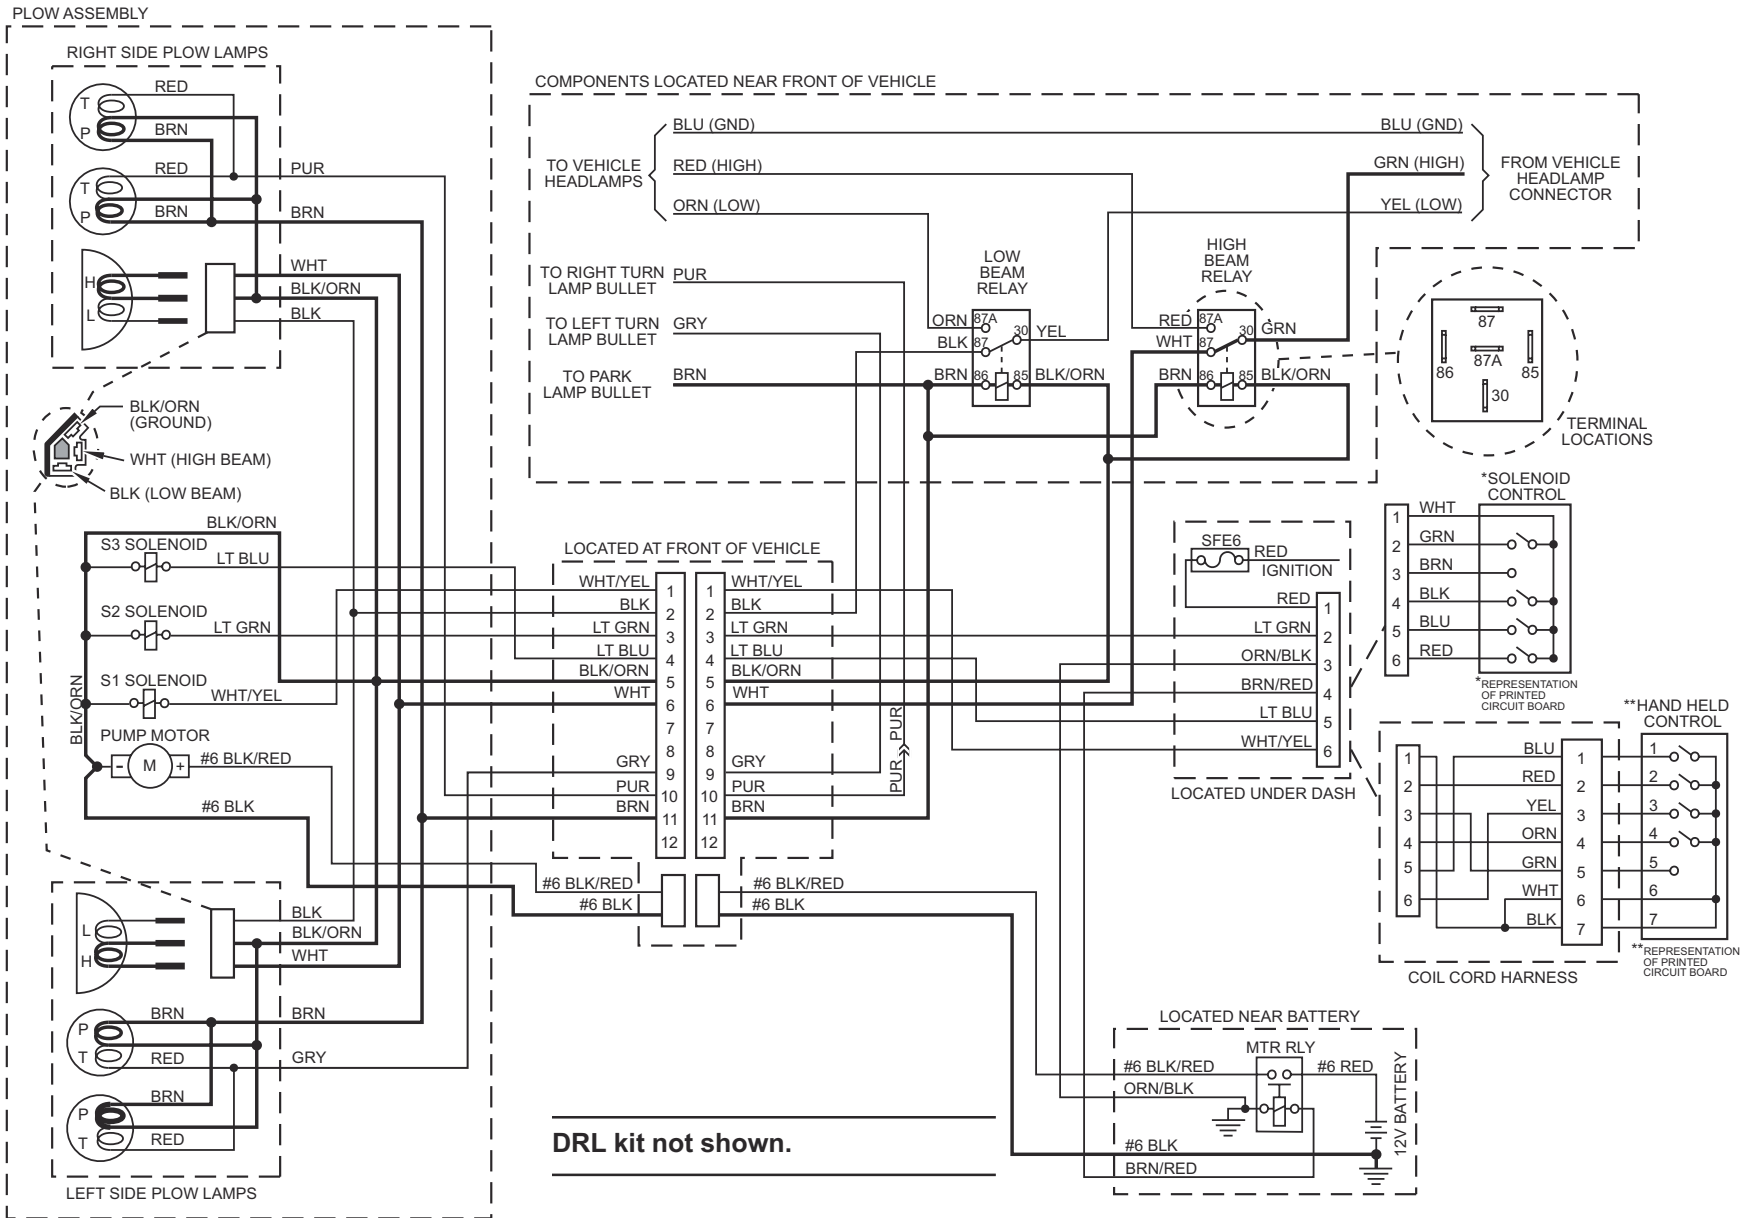 PLOW ASSEMBLY
RIGHT SIDE PLOW LAMPS
T
P
RED
BRN
T
P
RED
BRN
PUR
BRN
H
L
WHT
BLK/ORN
BLK
BLK/ORN
(GROUND)
WHT (HIGH BEAM)
BLK (LOW BEAM)
BLK/ORN
S3 SOLENOID
LT BLU
S2 SOLENOID
LT GRN
S1 SOLENOID
WHT/YEL
BLK/ORN
PUMP MOTOR
- M +
#6 BLK/RED
#6 BLK
L
H
BLK
BLK/ORN
WHT
P
T
BRN
RED
BRN
GRY
P
T
BRN
RED
LEFT SIDE PLOW LAMPS
COMPONENTS LOCATED NEAR FRONT OF VEHICLE
TO VEHICLE
HEADLAMPS
BLU (GND)
RED (HIGH)
ORN (LOW)
BLU (GND)
GRN (HIGH)
YEL (LOW)
FROM VEHICLE
HEADLAMP
CONNECTOR
TO RIGHT TURN
LAMP BULLET
PUR
TO LEFT TURN
LAMP BULLET
GRY
TO PARK
LAMP BULLET
BRN
LOW
BEAM
RELAY
ORN 87A
30 YEL
BLK 87
BRN 86 85 BLK/ORN
HIGH
BEAM
RELAY
RED 87A
30 GRN
WHT 87
BRN 86 85 BLK/ORN
87
87A
86 85
30
TERMINAL
LOCATIONS
LOCATED AT FRONT OF VEHICLE
WHT/YEL 1 1 WHT/YEL
BLK 2 2 BLK
LT GRN 3 3 LT GRN
LT BLU 4 4 LT BLU
BLK/ORN 5 5 BLK/ORN
WHT 6 6 WHT
7 7
8 8
GRY 9 9 GRY
PUR 10 10 PUR
BRN 11 11 BRN
12 12
PUR
PUR
#6 BLK/RED #6 BLK/RED
#6 BLK #6 BLK
SFE6
RED
IGNITION
RED 1
LT GRN 2
ORN/BLK 3
BRN/RED 4
LT BLU 5
WHT/YEL 6
LOCATED UNDER DASH
*SOLENOID
CONTROL
1 WHT
2 GRN
3 BRN
4 BLK
5 BLU
6 RED
*REPRESENTATION
OF PRINTED
CIRCUIT BOARD
**HAND HELD
CONTROL
1 BLU 1 1
2 RED 2 2
3 YEL 3 3
4 ORN 4 4
5 GRN 5 5
6 WHT 6 6
BLK 7 7
**REPRESENTATION
OF PRINTED
CIRCUIT BOARD
COIL CORD HARNESS
LOCATED NEAR BATTERY
MTR RLY
#6 BLK/RED
#6 RED
ORN/BLK
12V BATTERY
#6 BLK
BRN/RED
DRL kit not shown.